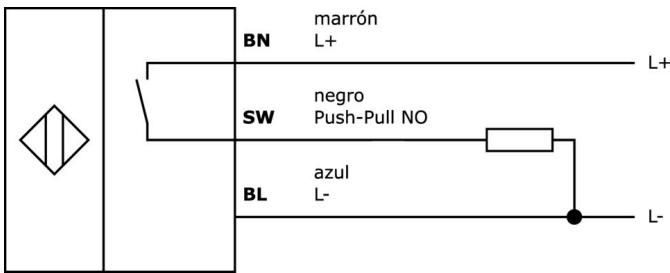 marrón
BN L+
L+
negro
SW Push-Pull NO
azul
BL L-
L-